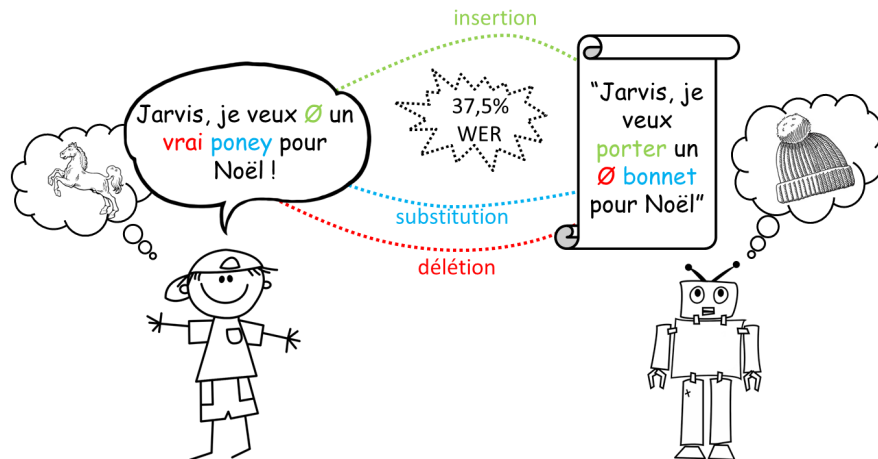 insertion
Jarvis, je veux Ø un
vrai poney pour
Noël !
37,5%
WER
“Jarvis, je
veux
porter un
Ø bonnet
pour Noël”
substitution
délétion